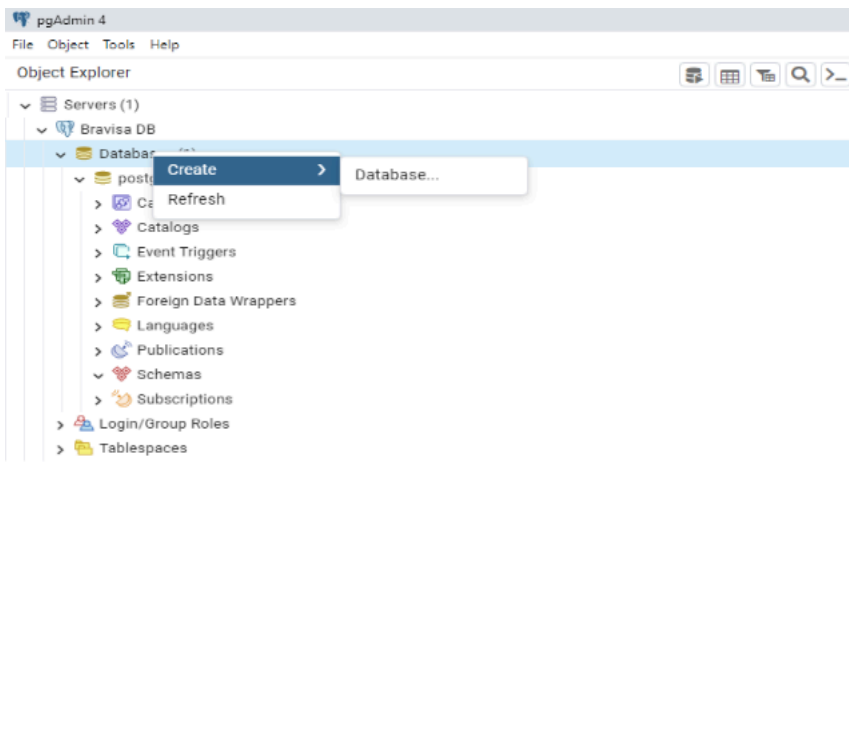 pgAdmin 4
File Object Tools Help
Object Explorer
Servers (1)
Bravisa DB
Create
Database...
Refresh
Catalogs
Event Triggers
Extensions
Foreign Data Wrappers
Languages
Publications
Schemas
Subscriptions
Login/Group Roles
Tablespaces